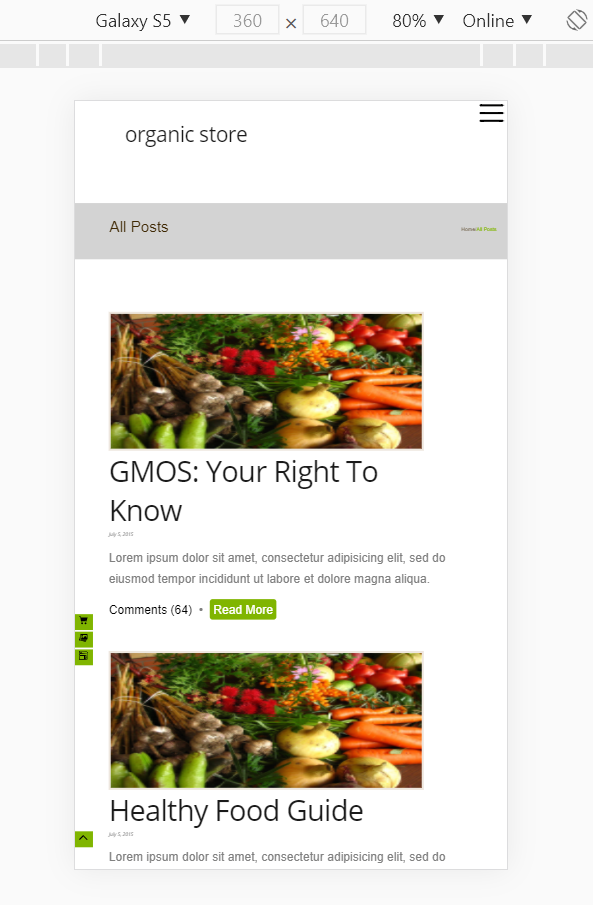 Galaxy S5 ▼ 360 × 640 80% ▼ Online ▼
organic store
All Posts
Home/All Posts
GMOS: Your Right To
Know
july 5, 2015
Lorem ipsum dolor sit amet, consectetur adipisicing elit, sed do
eiusmod tempor incididunt ut labore et dolore magna aliqua.
Comments (64) • Read More
Healthy Food Guide
july 5, 2015
Lorem ipsum dolor sit amet, consectetur adipisicing elit, sed do